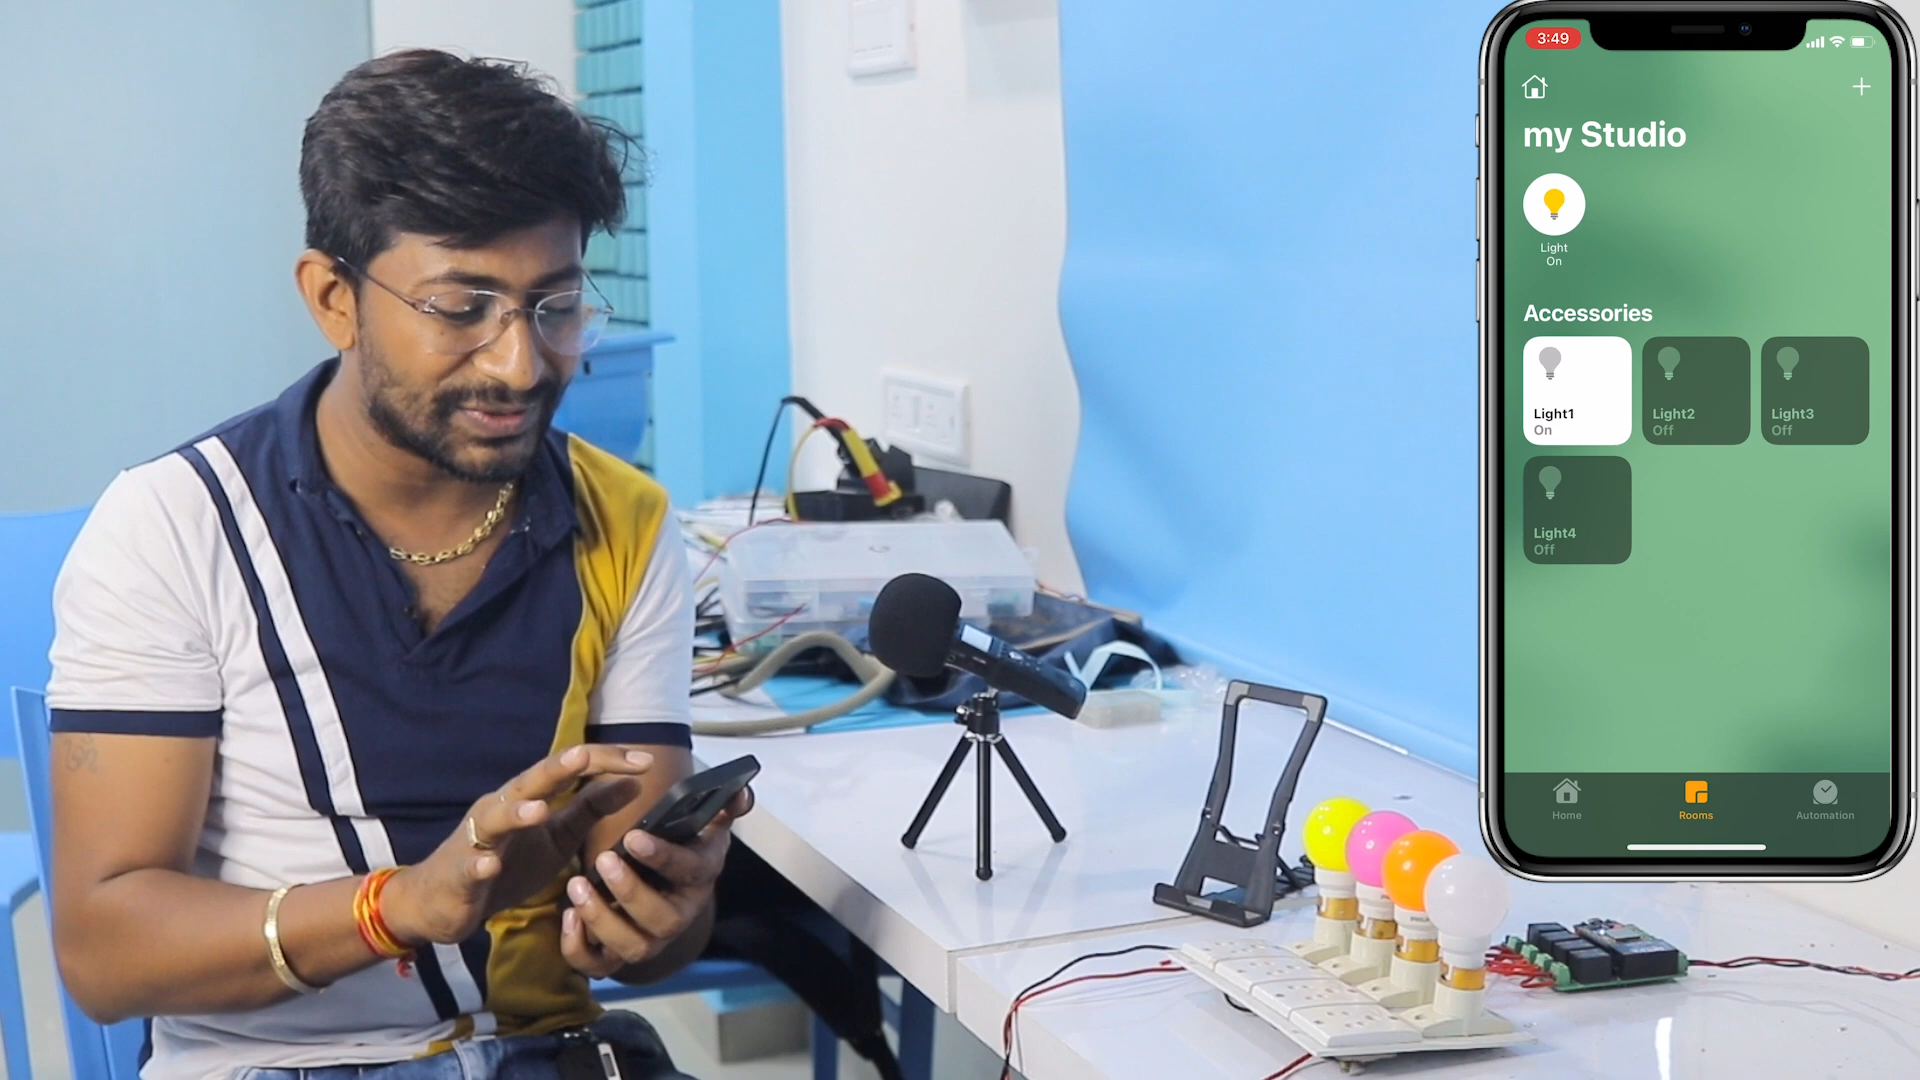 3:49
my Studio
Light
On
Accessories
Light1
On
Light2
Off
Light3
Off
Light4
Off
Home
Rooms
Automation